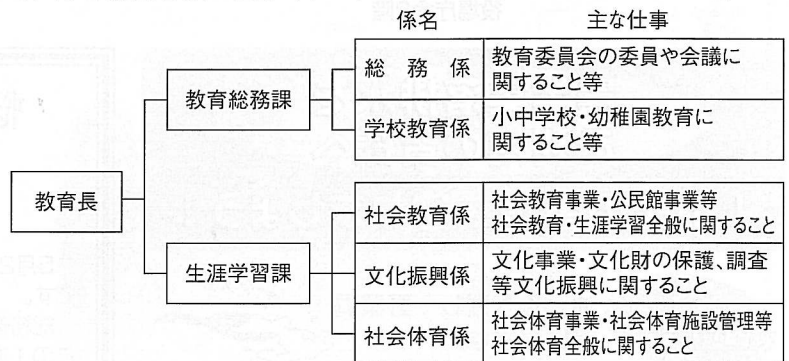 係名
主な仕事
総務係
教育委員会の委員や会議に
関すること等
教育総務課
学校教育係
小中学校・幼稚園教育に
関すること等
教育長
社会教育係
社会教育事業・公民館事業等
社会教育・生涯学習全般に関すること
生涯学習課
文化振興係
文化事業・文化財の保護、調査
等文化振興に関すること
社会体育係
社会体育事業・社会体育施設管理等
社会体育全般に関すること